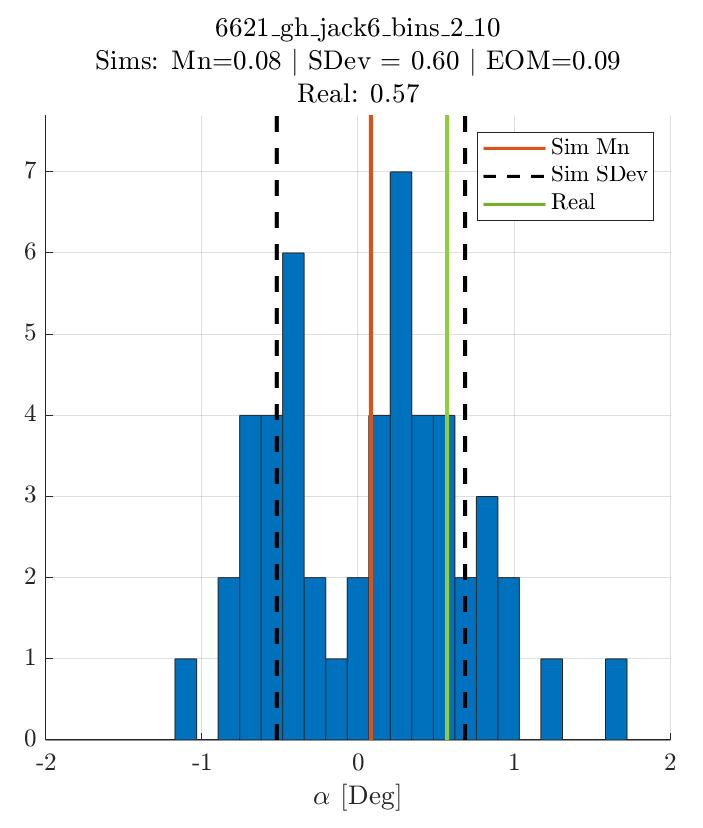 6621_gh_jack6_bins_2_10
Sims: Mn=0.08 | SDev = 0.60 | EOM=0.09
Real: 0.57
Sim Mn
Sim SDev
Real
7
6
5
4
3
2
1
0
-2 -1 0 1 2
α [Deg]